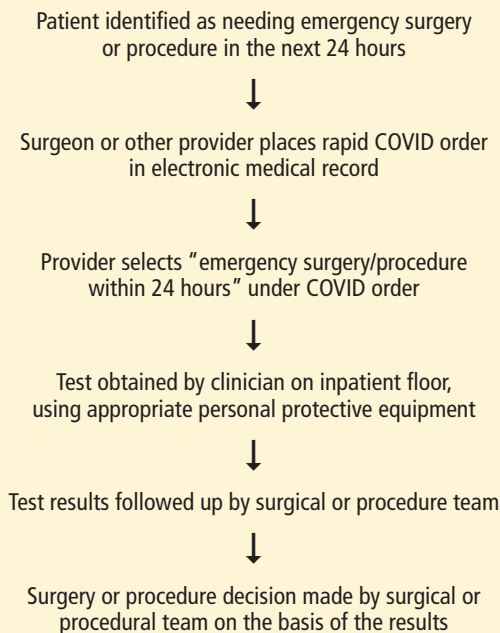 Patient identified as needing emergency surgery
or procedure in the next 24 hours
Surgeon or other provider places rapid COVID order
in electronic medical record
Provider selects “emergency surgery/procedure
within 24 hours” under COVID order
Test obtained by clinician on inpatient floor,
using appropriate personal protective equipment
Test results followed up by surgical or procedure team
Surgery or procedure decision made by surgical or
procedural team on the basis of the results